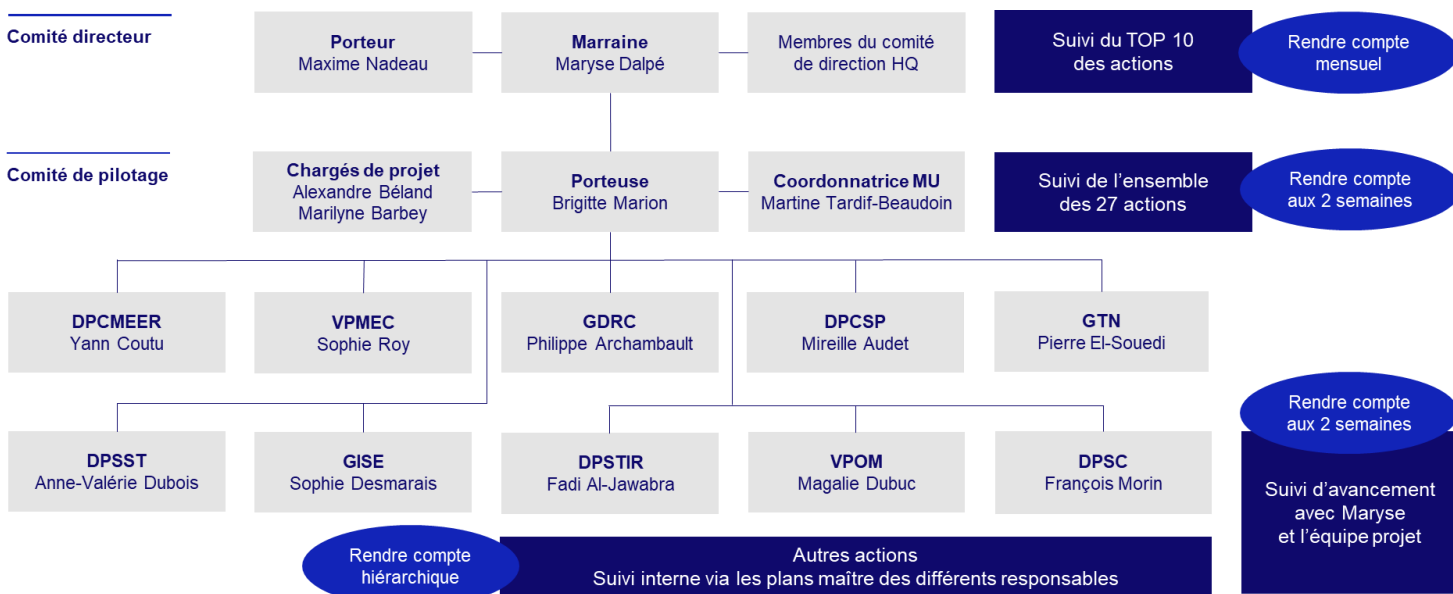 Comité directeur
Porteur
Maxime Nadeau
Marraine
Maryse Dalpé
Membres du comité
de direction HQ
Suivi du TOP 10
des actions
Rendre compte
mensuel
Comité de pilotage
Chargés de projet
Alexandre Béland
Marilyne Barbey
Porteuse
Brigitte Marion
Coordonnatrice MU
Martine Tardif-Beaudoin
Suivi de l’ensemble
des 27 actions
Rendre compte
aux 2 semaines
DPCMEER
Yann Coutu
VPMEC
Sophie Roy
GDRC
Philippe Archambault
DPCSP
Mireille Audet
GTN
Pierre El-Souedi
DPSST
Anne-Valérie Dubois
GISE
Sophie Desmarais
DPSTIR
Fadi Al-Jawabra
VPOM
Magalie Dubuc
DPSC
François Morin
Rendre compte
aux 2 semaines
Suivi d’avancement
avec Maryse
et l’équipe projet
Rendre compte
hiérarchique
Autres actions
Suivi interne via les plans maître des différents responsables